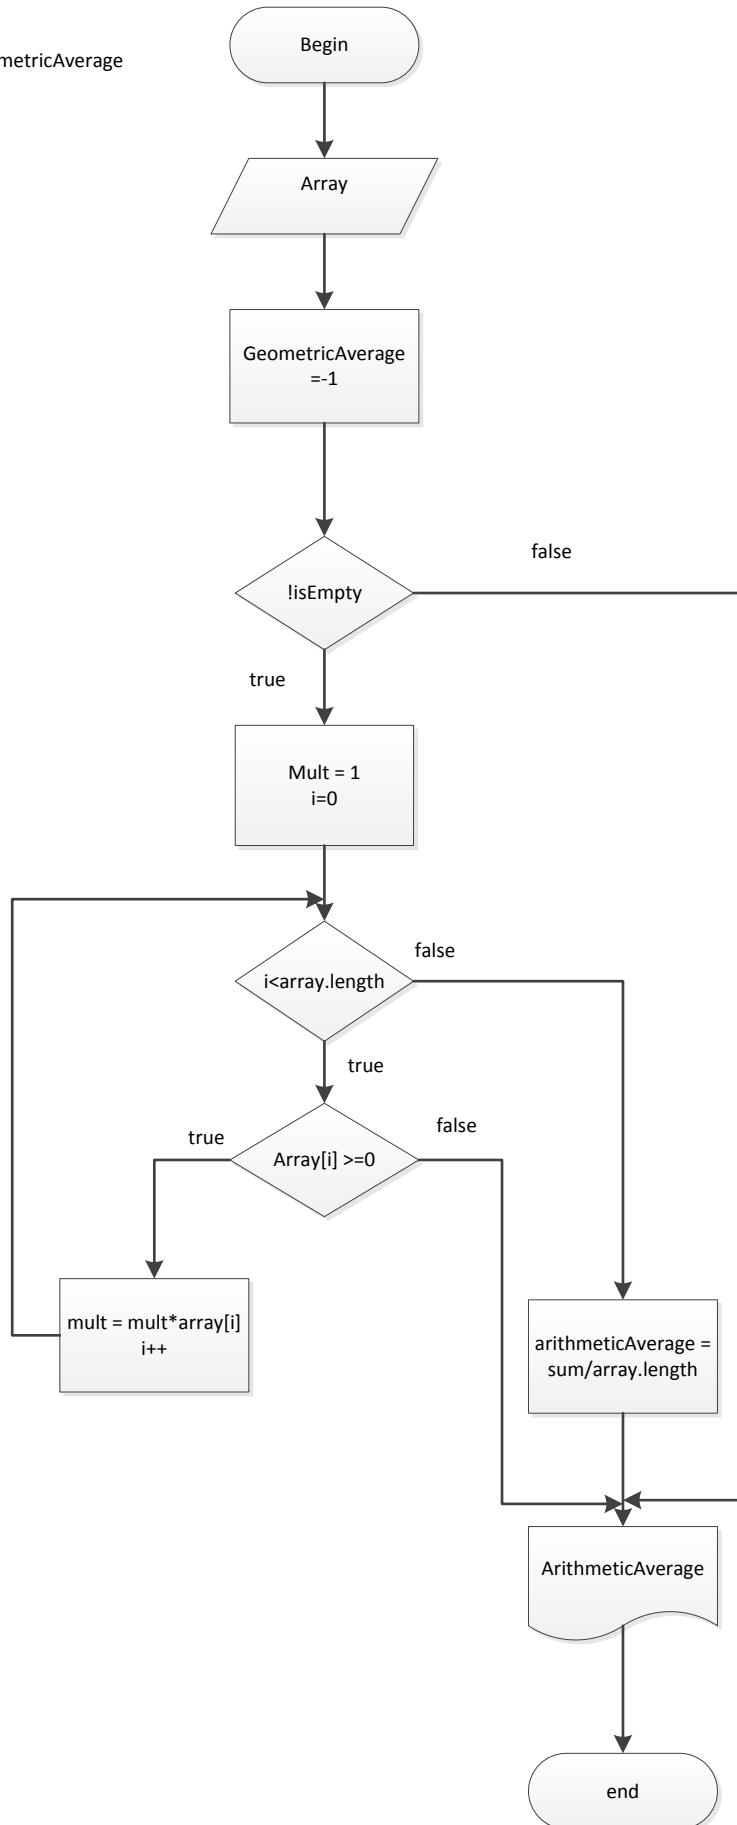 Begin
metricAverage
Array
GeometricAverage
=-1
false
!isEmpty
true
Mult = 1
i=0
false
i<array.length
true
true
false
Array[i] >=0
mult = mult*array[i]
i++
arithmeticAverage =
sum/array.length
ArithmeticAverage
end